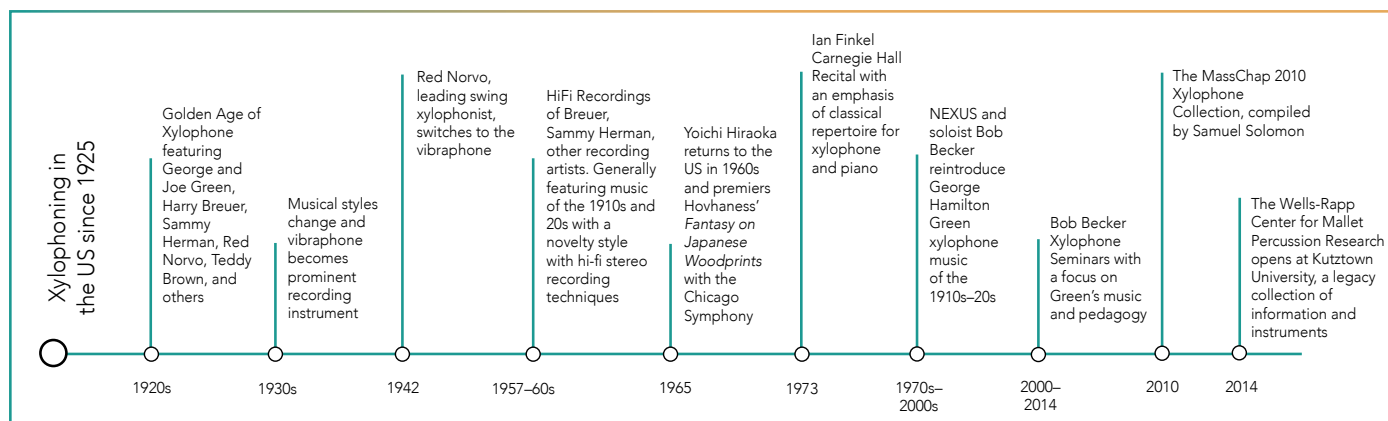 Xylophoning in
the US since 1925
Golden Age of
Xylophone
featuring
George and
Joe Green,
Harry Breuer,
Sammy
Herman, Red
Norvo, Teddy
Brown, and
others
1920s
Musical styles
change and
vibraphone
becomes
prominent
recording
instrument
1930s
Red Norvo,
leading swing
xylophonist,
switches to the
vibraphone
1942
HiFi Recordings
of Breuer,
Sammy Herman,
other recording
artists. Generally
featuring music
of the 1910s and
20s with a
novelty style
with hi-fi stereo
recording
techniques
1957–60s
Yoichi Hiraoka
returns to the
US in 1960s
and premiers
Hovhaness’
Fantasy on
Japanese
Woodprints
with the
Chicago
Symphony
1965
Ian Finkel
Carnegie Hall
Recital with
an emphasis
of classical
repertoire for
xylophone
and piano
1973
NEXUS and
soloist Bob
Becker
reintroduce
George
Hamilton
Green
xylophone
music
of the
1910s–20s
1970s–
2000s
Bob Becker
Xylophone
Seminars with
a focus on
Green’s music
and pedagogy
2000–
2014
The MassChap 2010
Xylophone
Collection, compiled
by Samuel Solomon
2010
The Wells-Rapp
Center for Mallet
Percussion Research
opens at Kutztown
University, a legacy
collection of
information and
instruments
2014